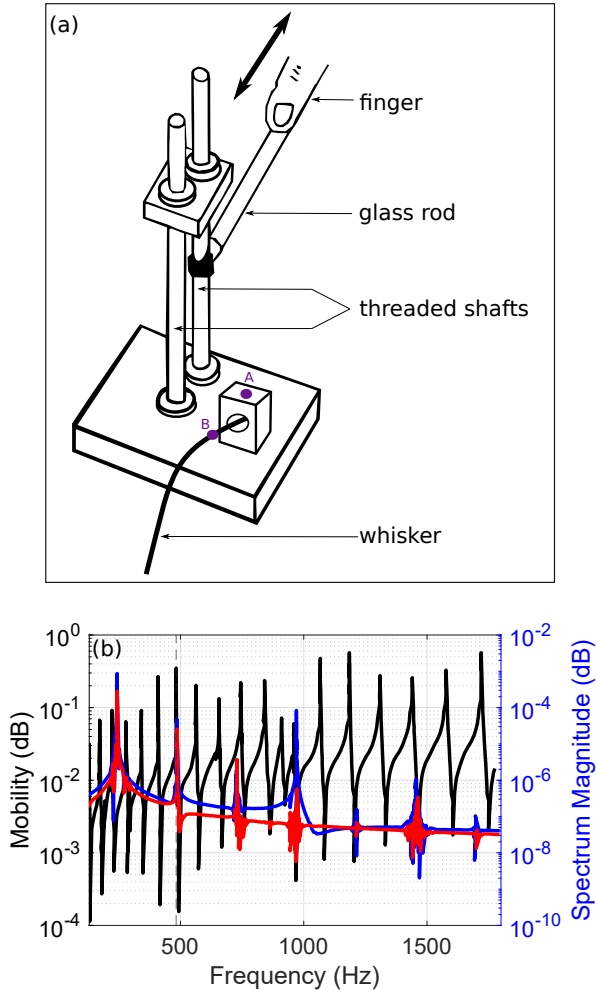 (a)
finger
glass rod
threaded shafts
A
B
whisker
(b)
10^0
10^-1
10^-2
10^-3
10^-4
Mobility (dB)
10^-2
10^-4
10^-6
10^-8
10^-10
Spectrum Magnitude (dB)
500
1000
1500
Frequency (Hz)